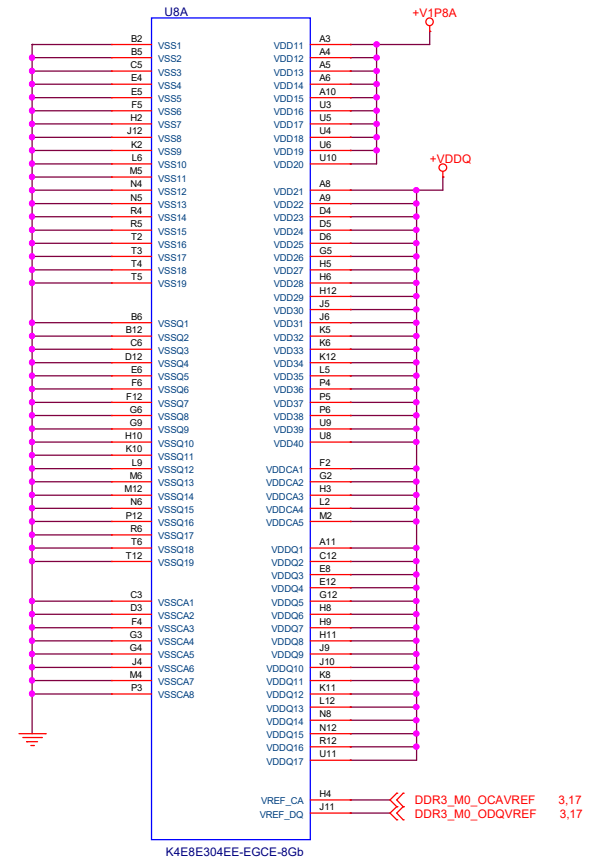 U8A
+V1P8A
B2 VSS1 VDD11 A3
B5 VSS2 VDD12 A4
C5 VSS3 VDD13 A5
E4 VSS4 VDD14 A6
E5 VSS5 VDD15 A10
F5 VSS6 VDD16 U3
H2 VSS7 VDD17 U5
J12 VSS8 VDD18 U4
K2 VSS9 VDD19 U6
L6 VSS10 VDD20 U10
M5 VSS11
+VDDQ
N4 VSS12 VDD21 A8
N5 VSS13 VDD22 A9
R4 VSS14 VDD23 D4
R5 VSS15 VDD24 D5
T2 VSS16 VDD25 D6
T3 VSS17 VDD26 G5
T4 VSS18 VDD27 H5
T5 VSS19 VDD28 H6
VDD29 H12
VDD30 J5
B6 VSSQ1 VDD31 J6
B12 VSSQ2 VDD32 K5
C6 VSSQ3 VDD33 K6
D12 VSSQ4 VDD34 K12
E6 VSSQ5 VDD35 L5
F6 VSSQ6 VDD36 P4
F12 VSSQ7 VDD37 P5
G6 VSSQ8 VDD38 P6
G9 VSSQ9 VDD39 U9
H10 VSSQ10 VDD40 U8
K10 VSSQ11
L9 VSSQ12 VDDCA1 F2
M6 VSSQ13 VDDCA2 G2
M12 VSSQ14 VDDCA3 H3
N6 VSSQ15 VDDCA4 L2
P12 VSSQ16 VDDCA5 M2
R6 VSSQ17
T6 VSSQ18 VDDQ1 A11
T12 VSSQ19 VDDQ2 C12
VDDQ3 E8
VDDQ4 E12
C3 VSSCA1 VDDQ5 G12
D3 VSSCA2 VDDQ6 H8
F4 VSSCA3 VDDQ7 H9
G3 VSSCA4 VDDQ8 H11
G4 VSSCA5 VDDQ9 J9
J4 VSSCA6 VDDQ10 J10
M4 VSSCA7 VDDQ11 K8
P3 VSSCA8 VDDQ12 K11
VDDQ13 L12
VDDQ14 N8
VDDQ15 N12
VDDQ16 R12
VDDQ17 U11
VREF_CA H4 DDR3_M0_OCAVREF 3,17
VREF_DQ J11 DDR3_M0_ODQVREF 3,17
K4E8E304EE-EGCE-8Gb